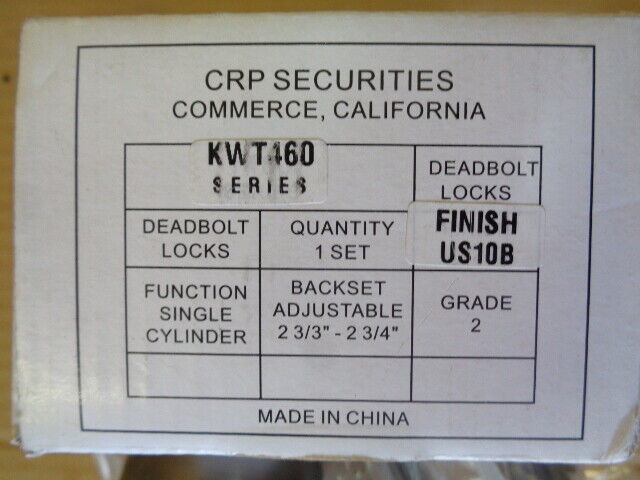 CRP SECURITIES
COMMERCE, CALIFORNIA
KWT460
SERIES
DEADBOLT
LOCKS
DEADBOLT
LOCKS
QUANTITY
1 SET
FINISH
US10B
FUNCTION
SINGLE
CYLINDER
BACKSET
ADJUSTABLE
2 3/3" - 2 3/4"
GRADE
2
MADE IN CHINA